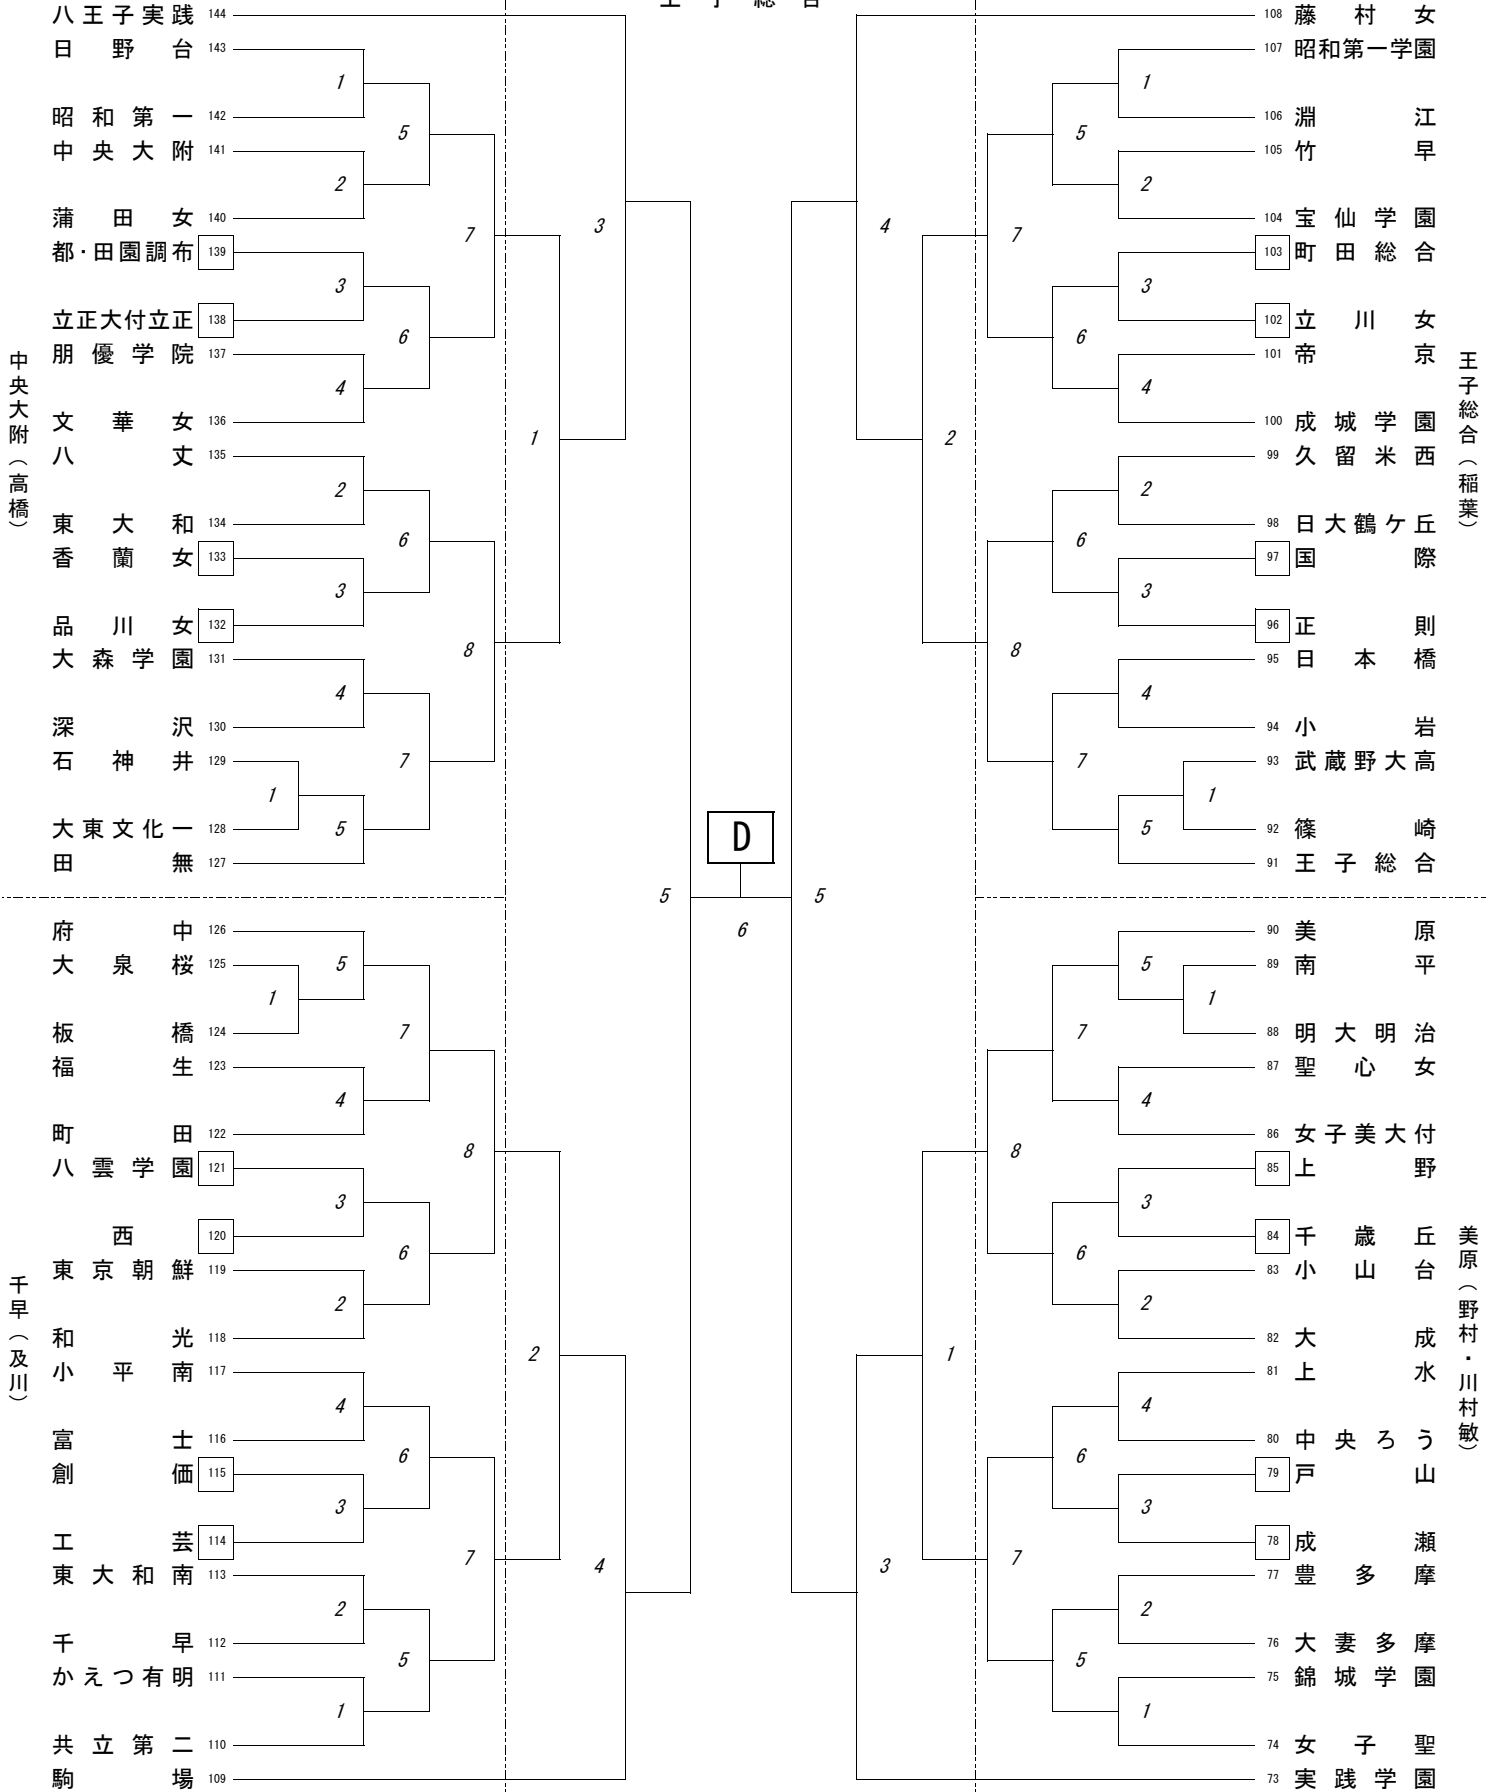 八王子実践 144
日野台 143
1
昭和第一 142
5
中央大附 141
2
蒲田女 140
7
都・田園調布 139
3
立正大付立正 138
6
朋優学院 137
4
文華女 136
1
八丈 135
2
東大和 134
6
香蘭女 133
3
品川女 132
8
大森学園 131
4
深沢 130
石神井 129
7
1
大東文化一 128
5
田無 127
3
中央大附（高橋）
府中 126
大泉桜 125
5
1
板橋 124
7
福生 123
4
町田 122
8
八雲学園 121
3
西 120
6
東京朝鮮 119
2
和光 118
2
小平南 117
4
富士 116
6
創価 115
3
工芸 114
7
東大和南 113
2
千早 112
5
かえつ有明 111
1
共立第二 110
駒場 109
4
千早（及川）
5
D
6
5
108 藤村女
107 昭和第一学園
1
106 淵江
5
105 竹早
2
104 宝仙学園
7
103 町田総合
3
102 立川女
6
101 帝京
4
100 成城学園
2
99 久留米西
2
98 日大鶴ケ丘
6
97 国際
3
96 正則
8
95 日本橋
4
94 小岩
93 武蔵野大高
7
1
92 篠崎
5
91 王子総合
4
王子総合（稲葉）
90 美原
89 南平
5
1
88 明大明治
7
87 聖心女
4
86 女子美大付
8
85 上野
3
84 千歳丘
6
83 小山台
2
82 大成
1
81 上水
4
80 中央ろう
6
79 戸山
3
78 成瀬
7
77 豊多摩
2
76 大妻多摩
5
75 錦城学園
1
74 女子聖
73 実践学園
3
美原（野村・川村敏）